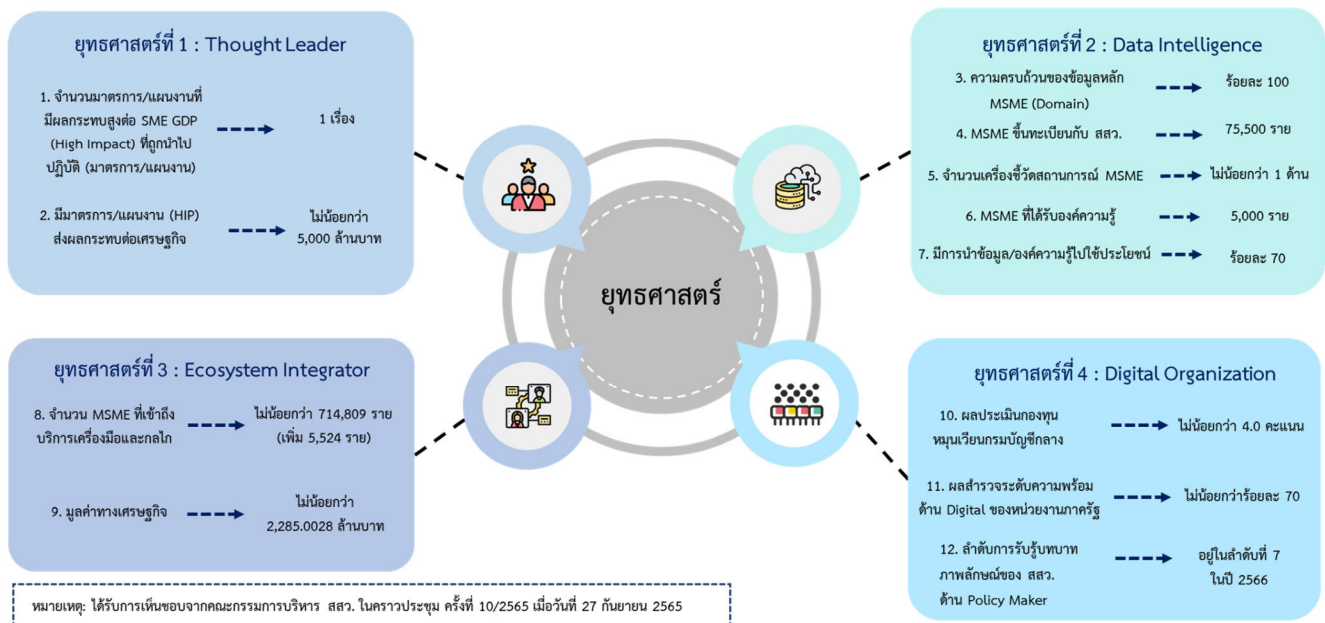 ยุทธศาสตร์ที่ 1 : Thought Leader
1. จำนวนมาตรการ/แผนงานที่
มีผลกระทบสูงต่อ SME GDP
(High Impact) ที่ถูกนำไป
ปฏิบัติ (มาตรการ/แผนงาน)
1 เรื่อง
2. มีมาตรการ/แผนงาน (HIP)
ส่งผลกระทบต่อเศรษฐกิจ
ไม่น้อยกว่า
5,000 ล้านบาท
ยุทธศาสตร์ที่ 2 : Data Intelligence
3. ความครบถ้วนของข้อมูลหลัก
MSME (Domain)
ร้อยละ 100
4. MSME ขึ้นทะเบียนกับ สสว.
75,500 ราย
5. จำนวนเครื่องชี้วัดสถานการณ์ MSME
ไม่น้อยกว่า 1 ด้าน
6. MSME ที่ได้รับองค์ความรู้
5,000 ราย
7. มีการนำข้อมูล/องค์ความรู้ไปใช้ประโยชน์
ร้อยละ 70
ยุทธศาสตร์
ยุทธศาสตร์ที่ 3 : Ecosystem Integrator
8. จำนวน MSME ที่เข้าถึง
บริการเครื่องมือและกลไก
ไม่น้อยกว่า 714,809 ราย
(เพิ่ม 5,524 ราย)
9. มูลค่าทางเศรษฐกิจ
ไม่น้อยกว่า
2,285.0028 ล้านบาท
ยุทธศาสตร์ที่ 4 : Digital Organization
10. ผลประเมินกองทุน
หมุนเวียนกรมบัญชีกลาง
ไม่น้อยกว่า 4.0 คะแนน
11. ผลสำรวจระดับความพร้อม
ด้าน Digital ของหน่วยงานภาครัฐ
ไม่น้อยกว่าร้อยละ 70
12. ลำดับการรับรู้บทบาท
ภาพลักษณ์ของ สสว.
ด้าน Policy Maker
อยู่ในลำดับที่ 7
ในปี 2566
หมายเหตุ: ได้รับการเห็นชอบจากคณะกรรมการบริหาร สสว. ในคราวประชุม ครั้งที่ 10/2565 เมื่อวันที่ 27 กันยายน 2565